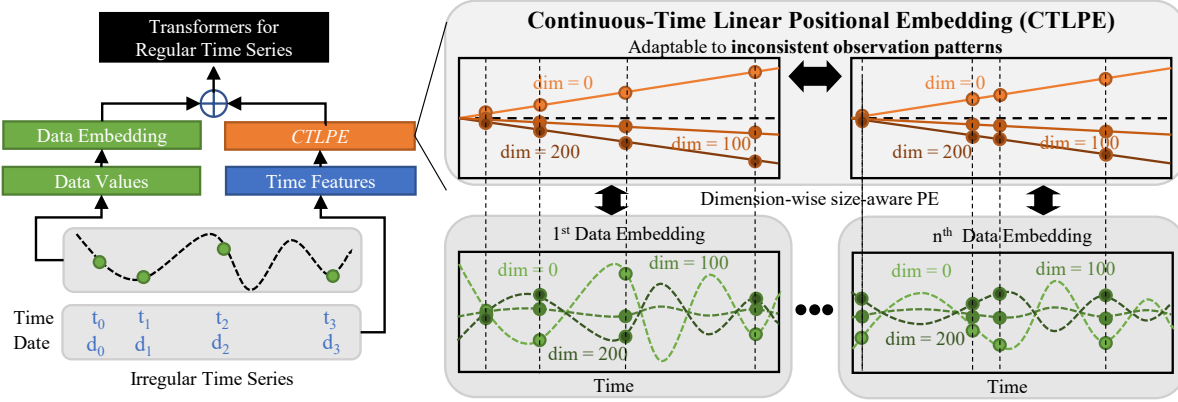 Transformers for
Regular Time Series
Data Embedding
CTLPE
Data Values
Time Features
Time t0 t1 t2 t3
Date d0 d1 d2 d3
Irregular Time Series
Continuous-Time Linear Positional Embedding (CTLPE)
Adaptable to inconsistent observation patterns
dim = 0
dim = 100
dim = 200
dim = 0
dim = 100
dim = 200
Dimension-wise size-aware PE
1st Data Embedding
dim = 0
dim = 100
dim = 200
Time
nth Data Embedding
dim = 0
dim = 100
dim = 200
Time